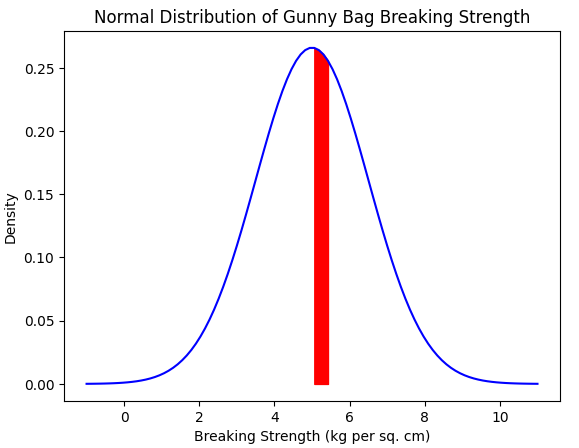 Normal Distribution of Gunny Bag Breaking Strength
0.25
0.20
0.15
0.10
0.05
0.00
Density
0 2 4 6 8 10
Breaking Strength (kg per sq. cm)